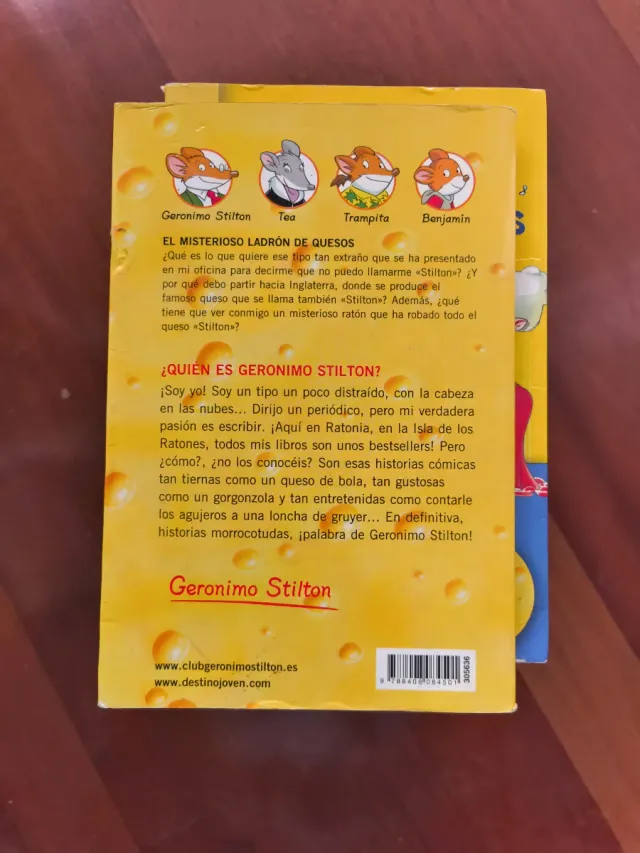 Geronimo Stilton Tea Trampita Benjamín
EL MISTERIOSO LADRÓN DE QUESOS
¿Qué es lo que quiere ese tipo tan extraño que se ha presentado
en mi oficina para decirme que no puedo llamarme «Stilton»? ¿Y
por qué debo partir hacia Inglaterra, donde se produce el
famoso queso que se llama también «Stilton»? Además, ¿qué
tiene que ver conmigo un misterioso ratón que ha robado todo el
queso «Stilton»?
¿QUIÉN ES GERONIMO STILTON?
¡Soy yo! Soy un tipo un poco distraído, con la cabeza
en las nubes... Dirijo un periódico, pero mi verdadera
pasión es escribir. ¡Aquí en Ratonia, en la Isla de los
Ratones, todos mis libros son unos bestsellers! Pero
¿cómo?, ¿no los conocéis? Son esas historias cómicas
tan tiernas como un queso de bola, tan gustosas
como un gorgonzola y tan entretenidas como contarle
los agujeros a una loncha de gruyer... En definitiva,
historias morrocotudas, ¡palabra de Geronimo Stilton!
Geronimo Stilton
www.clubgeronimostilton.es
www.destinojoven.com
9 788408 084501
305636